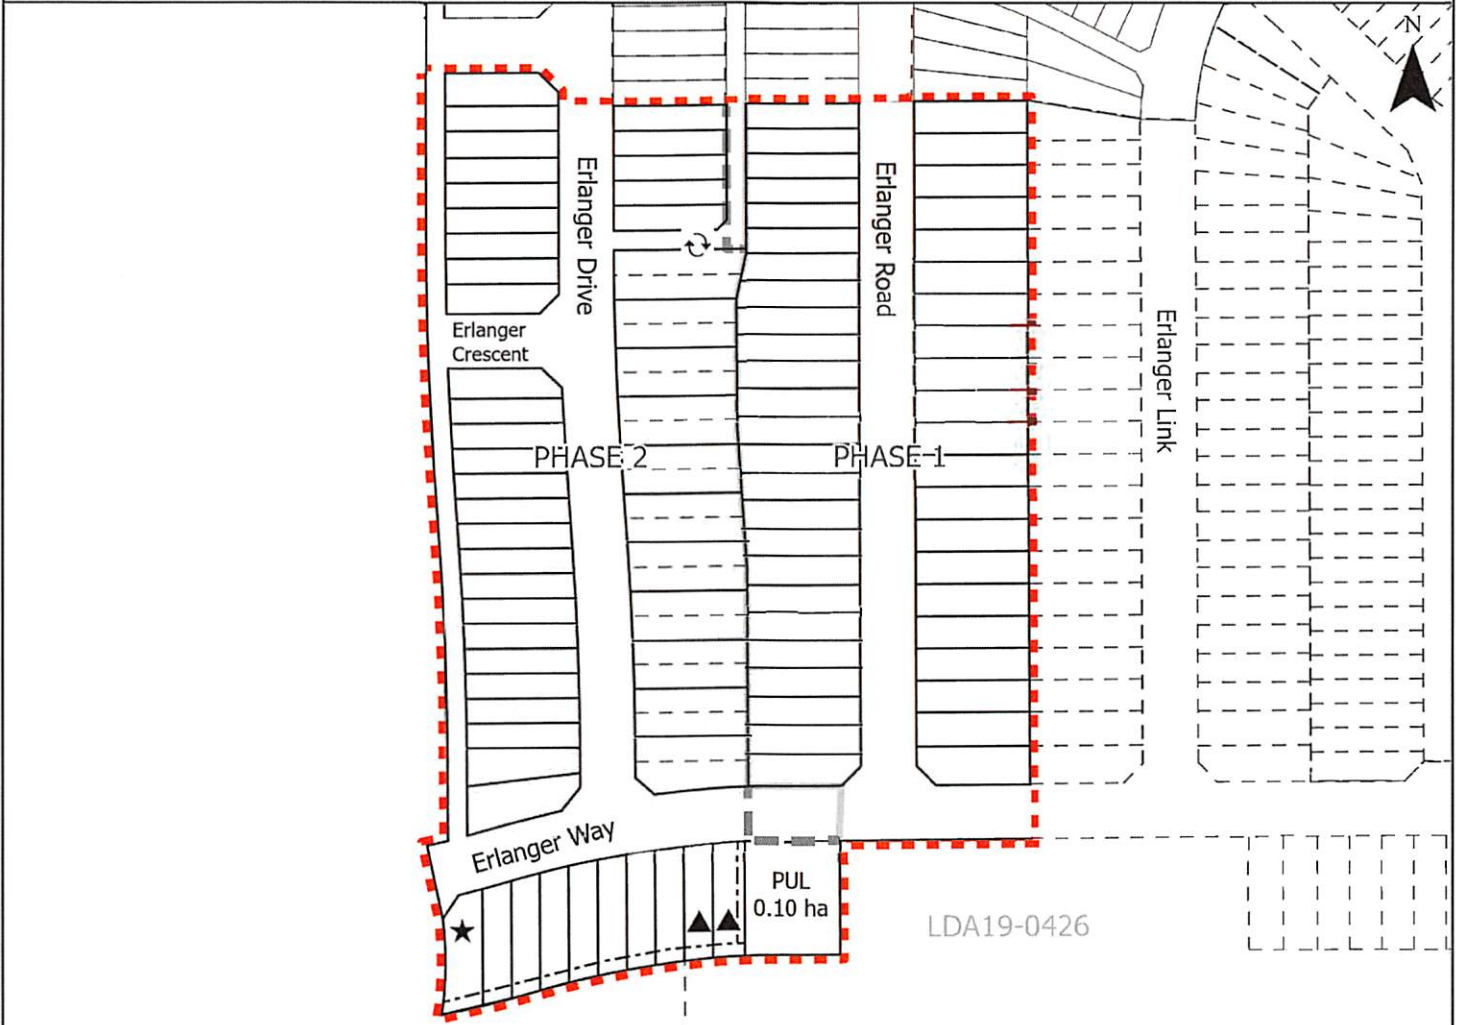 N
Erlanger Drive
Erlanger Road
Erlanger
Crescent
Erlanger Link
PHASE 2
PHASE 1
Erlanger Way
PUL
0.10 ha
LDA19-0426